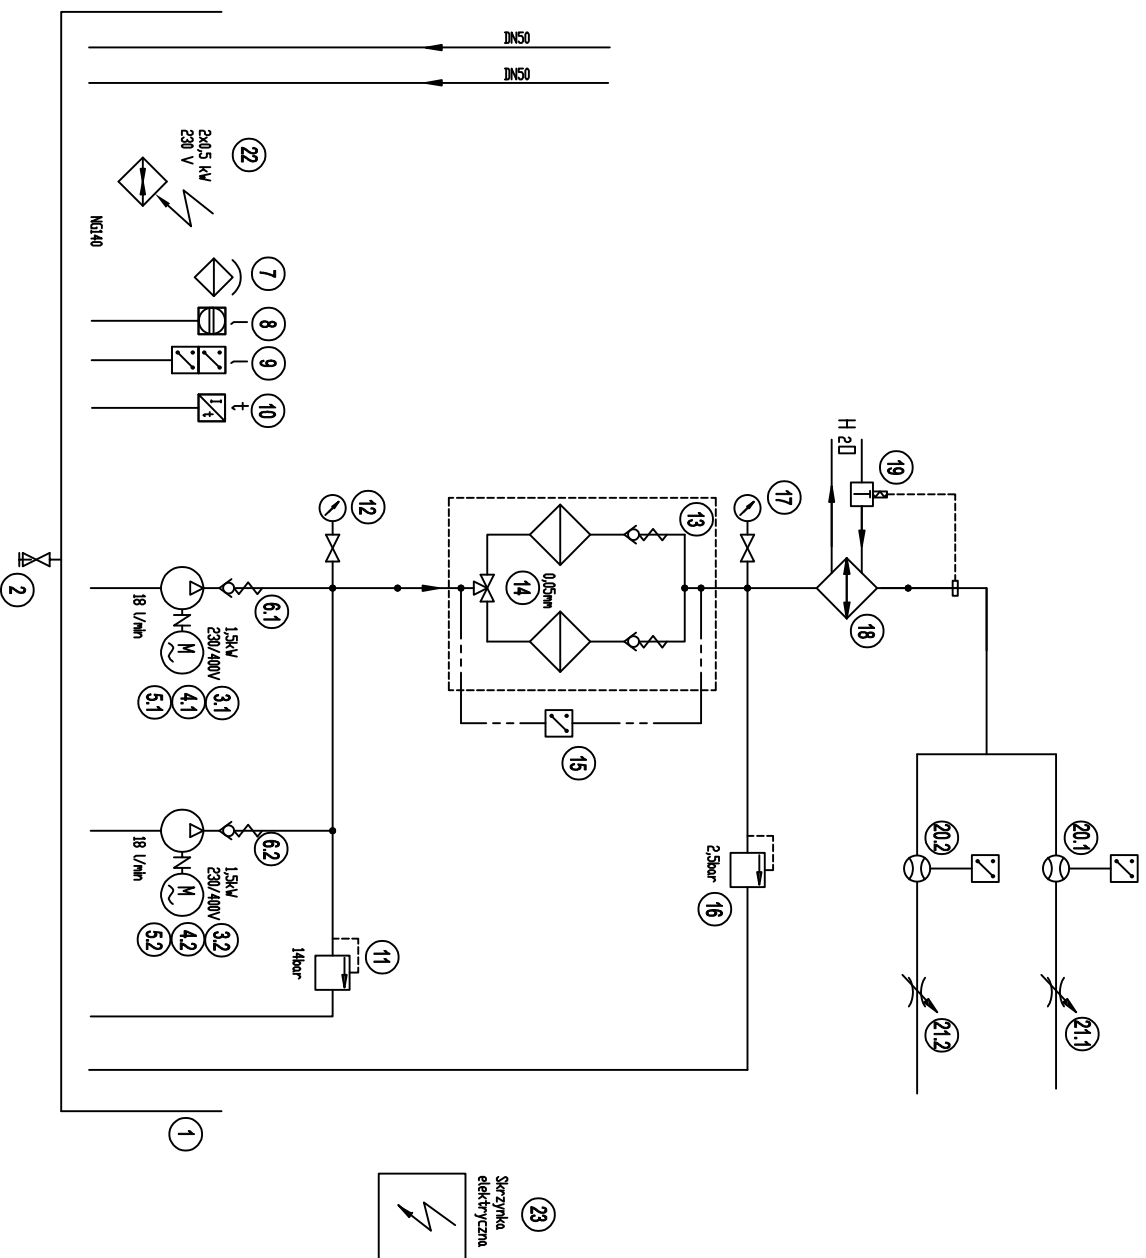 DN50
DN50
22
2x0,5 kW
230 V
NG140
7
8
9
10
I
t
t
H2O
19
17
12
13
14
0,05mm
18
2
18 l/min
6.1
1,5kW
230/400V
M
3.1
4.1
5.1
15
20.1
20.2
18 l/min
6.2
1,5kW
230/400V
M
3.2
4.2
5.2
2,5bar
16
14bar
11
21.1
21.2
1
Skrzynka
elektryczna
23